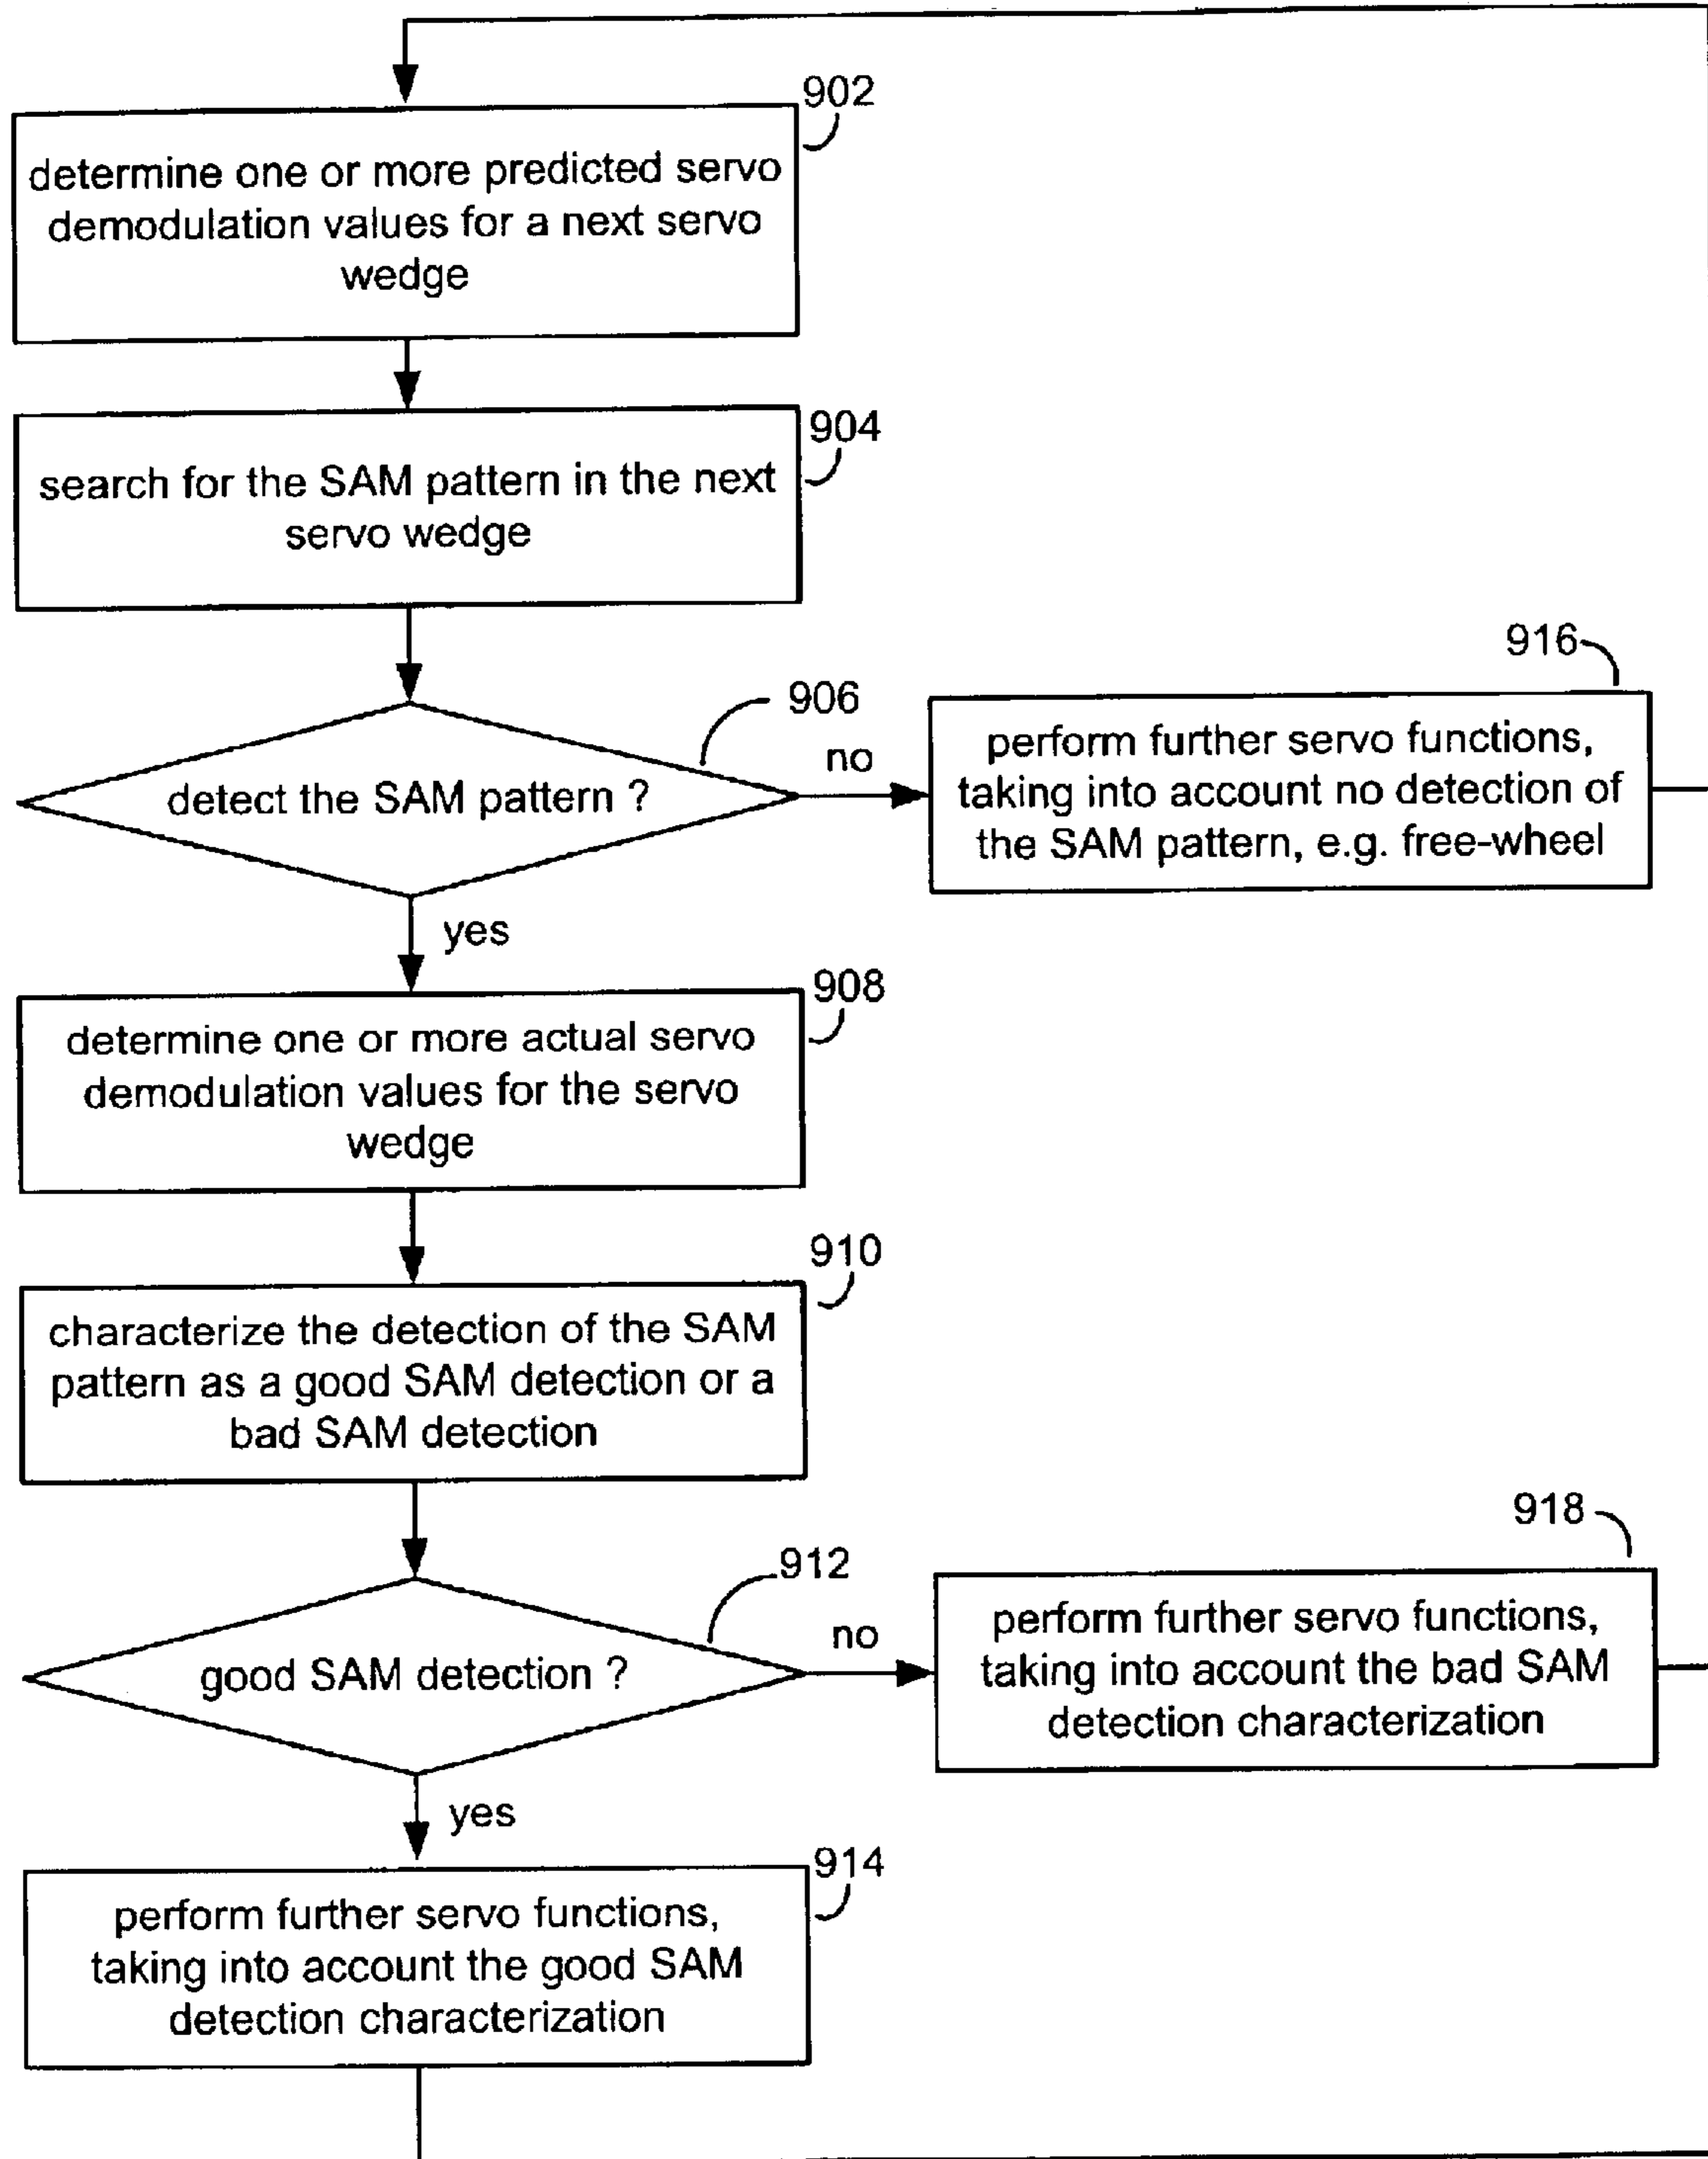 902
determine one or more predicted servo
demodulation values for a next servo
wedge
904
search for the SAM pattern in the next
servo wedge
906
detect the SAM pattern ?
no
916
perform further servo functions,
taking into account no detection of
the SAM pattern, e.g. free-wheel
yes
908
determine one or more actual servo
demodulation values for the servo
wedge
910
characterize the detection of the SAM
pattern as a good SAM detection or a
bad SAM detection
912
good SAM detection ?
no
918
perform further servo functions,
taking into account the bad SAM
detection characterization
yes
914
perform further servo functions,
taking into account the good SAM
detection characterization